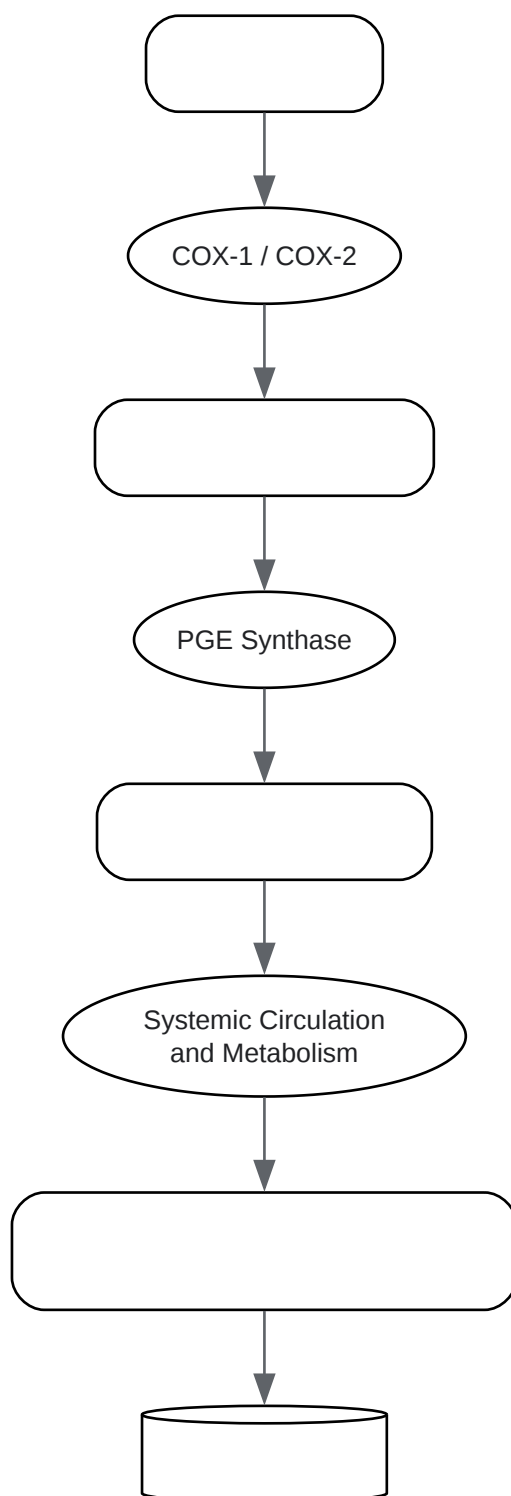 COX-1 / COX-2
PGE Synthase
Systemic Circulation
and Metabolism